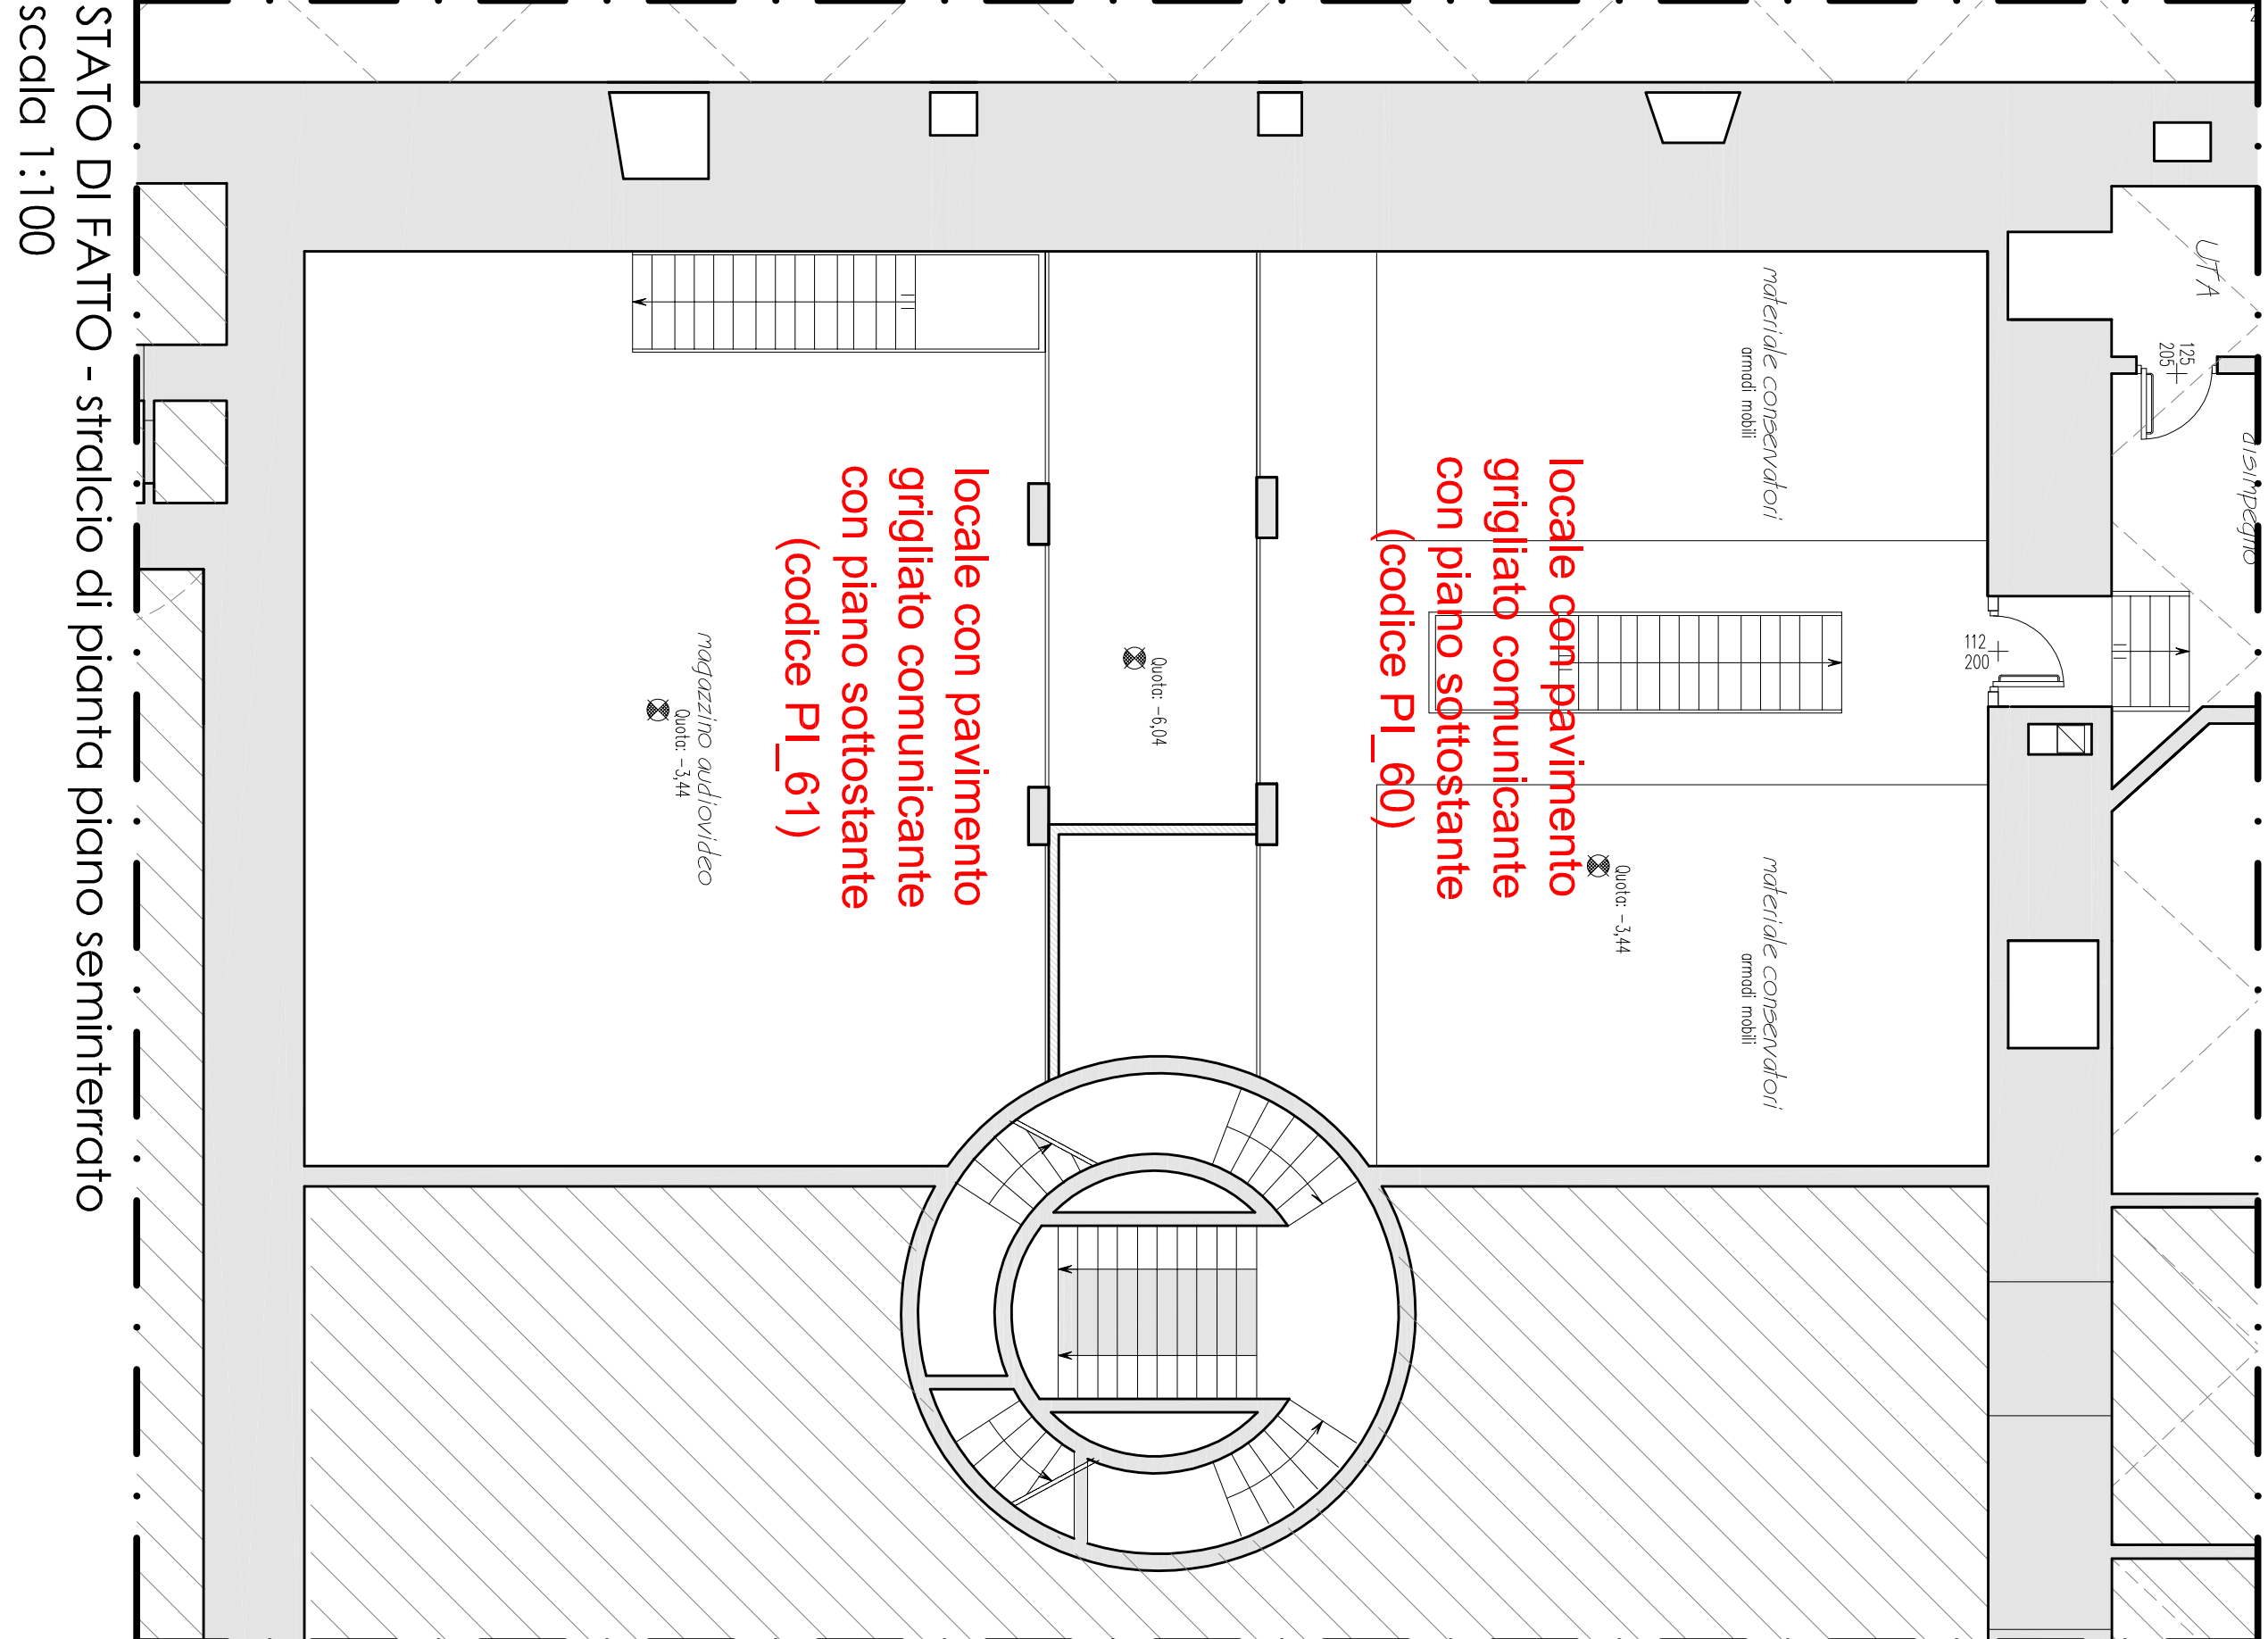 UTA
125
205
disimpegno
materiale conservatori
armadi mobili
112
200
locale con pavimento
grigliato comunicante
con piano sottostante
(codice PI_60)
Quota: -3,44
materiale conservatori
armadi mobili
Quota: -6,04
locale con pavimento
grigliato comunicante
con piano sottostante
(codice PI_61)
magazzino audiovideo
Quota: -3,44
STATO DI FATTO - stralcio di pianta piano seminterrato
scala 1:100